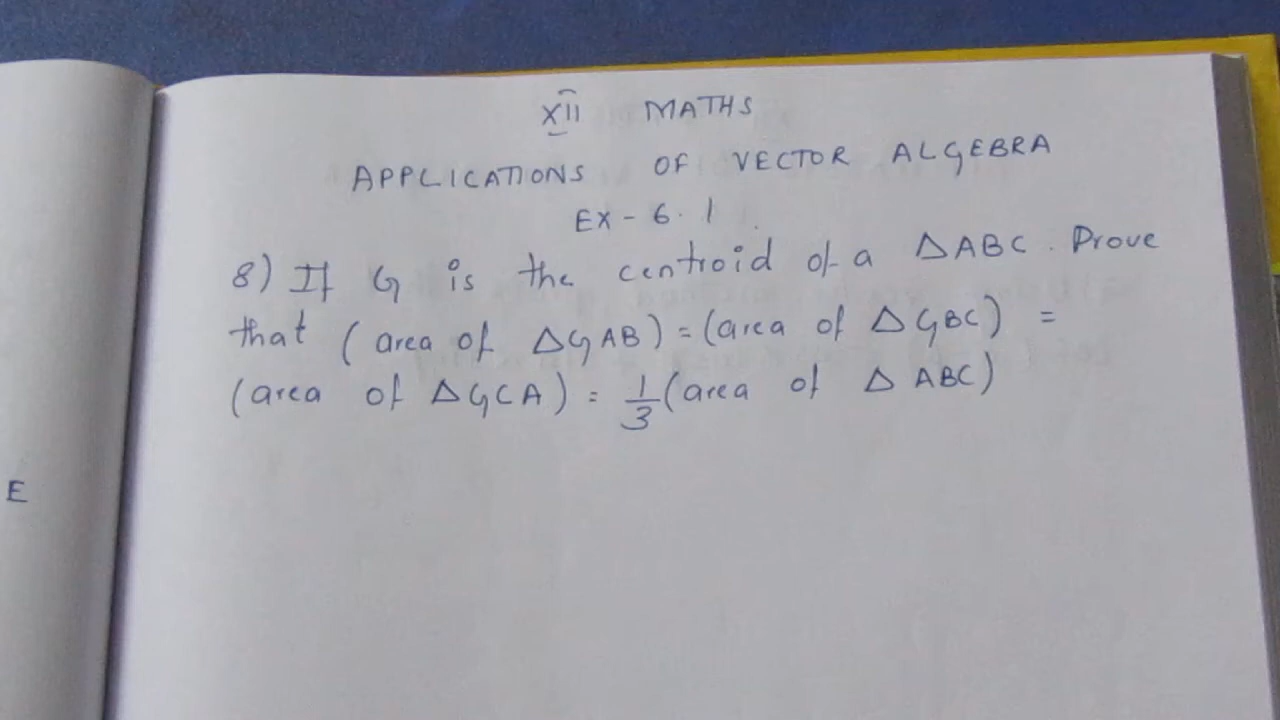 XII MATHS
APPLICATIONS OF VECTOR ALGEBRA
EX - 6.1
8) If G is the centroid of a ΔABC. Prove
that (area of ΔGAB) = (area of ΔGBC) =
(area of ΔGCA) = 1/3 (area of ΔABC)
E